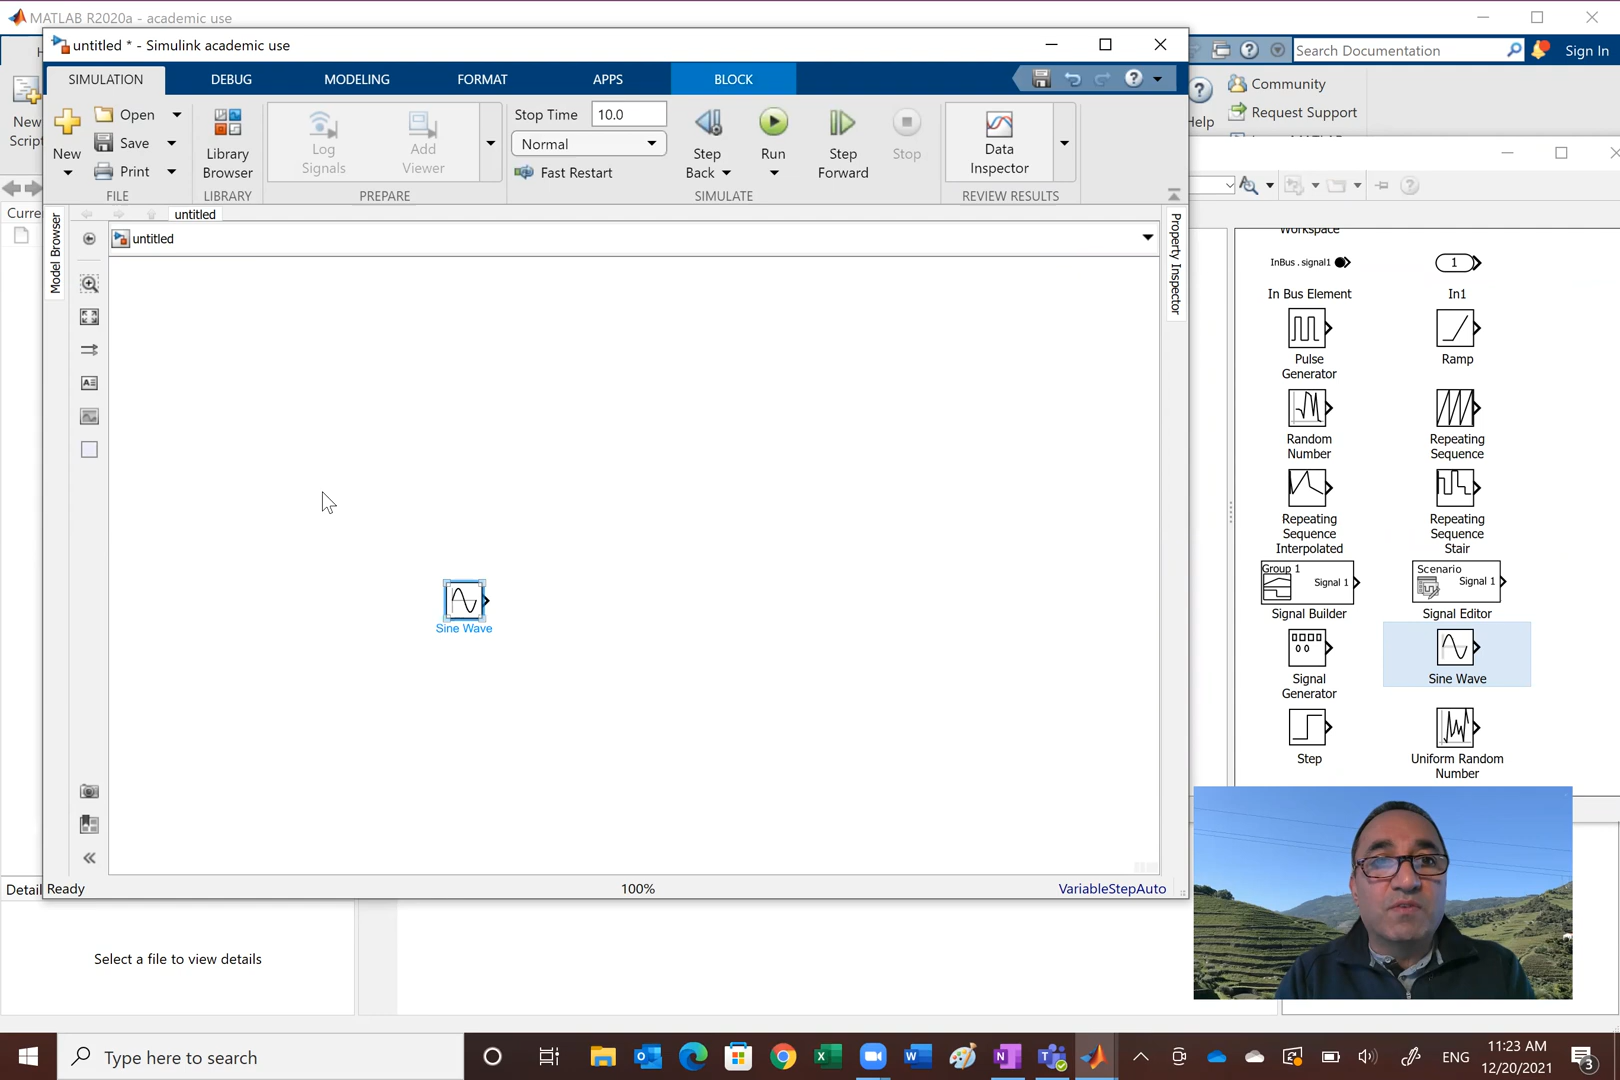 MATLAB R2020a - academic use
untitled * - Simulink academic use
Search Documentation
Sign In
SIMULATION
DEBUG
MODELING
FORMAT
APPS
BLOCK
New
Script
New
Open
Save
Print
FILE
Library
Browser
LIBRARY
Log
Signals
Add
Viewer
PREPARE
Stop Time
10.0
Normal
Fast Restart
Step
Back
Run
Step
Forward
Stop
SIMULATE
Data
Inspector
REVIEW RESULTS
Community
Request Support
Model Browser
untitled
untitled
Property Inspector
Sine Wave
Ready
100%
VariableStepAuto
Select a file to view details
Workspace
InBus . signal1
In Bus Element
1
In1
Pulse
Generator
Ramp
Random
Number
Repeating
Sequence
Repeating
Sequence
Interpolated
Repeating
Sequence
Stair
Group 1
Signal 1
Signal Builder
Scenario
Signal 1
Signal Editor
Signal
Generator
Sine Wave
Step
Uniform Random
Number
Type here to search
ENG
11:23 AM
12/20/2021
3